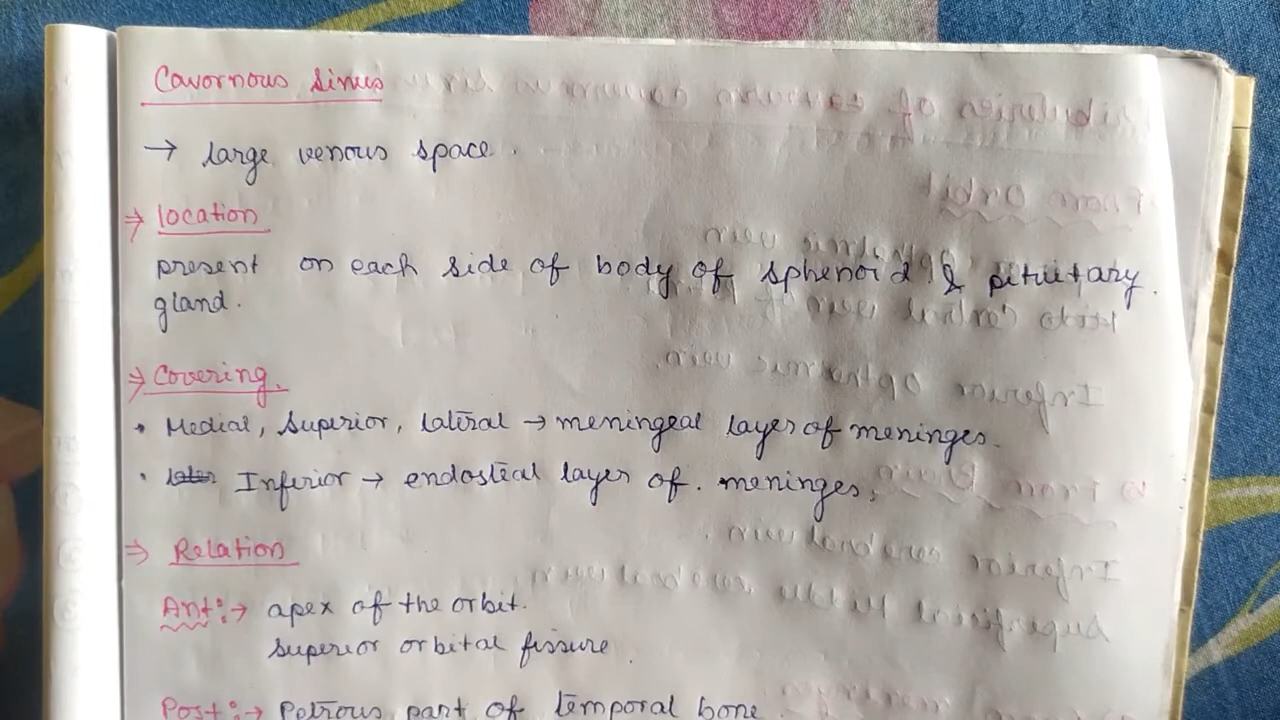 Cavornous Sinus
→ large venous space.
⇒ location
present on each side of body of sphenoid & pituitary
gland.
⇒ Covering.
• Medial, Superior, lateral → meningeal layer of meninges.
• Inferior → endosteal layer of. meninges.
⇒ Relation
Ant:→ apex of the orbit.
Superior orbital fissure.
Post:→ Petrous part of temporal bone.